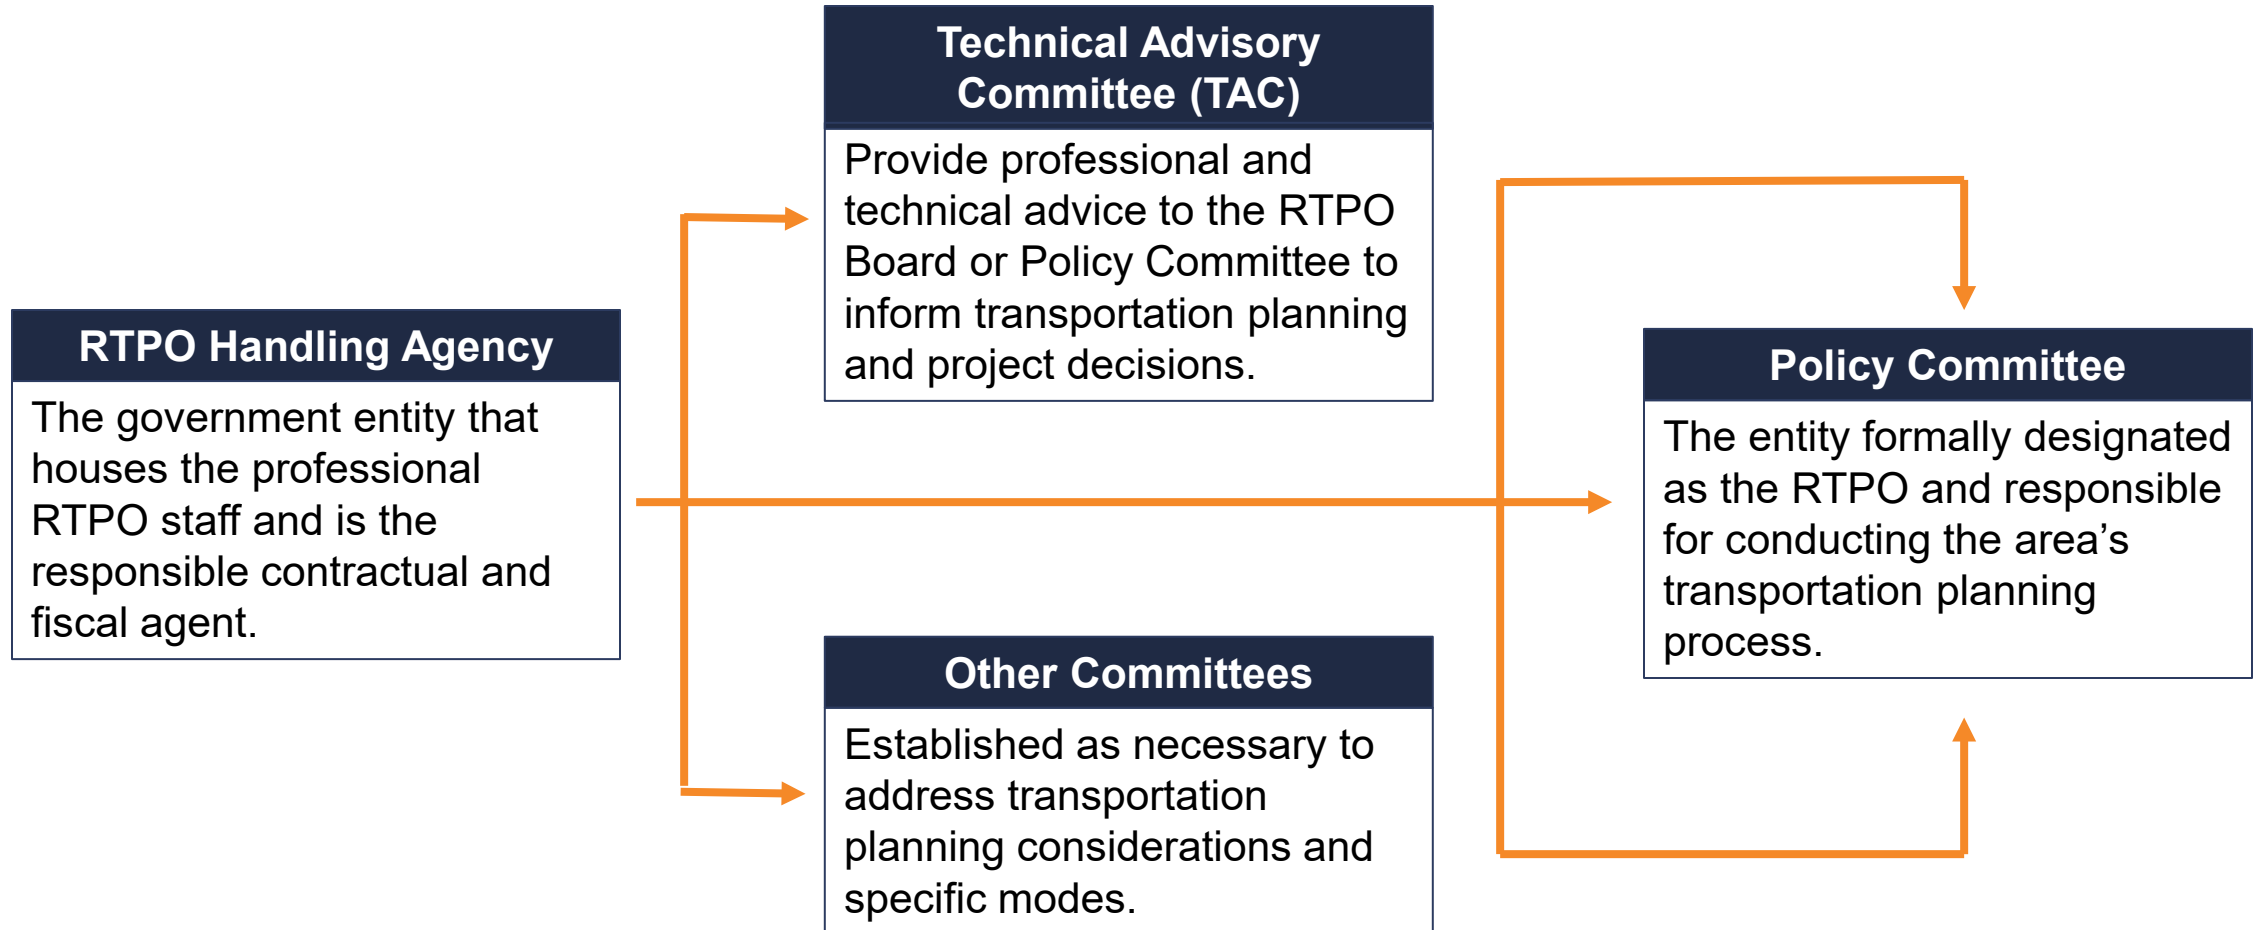 Technical Advisory
Committee (TAC)
Provide professional and
technical advice to the RTPO
Board or Policy Committee to
inform transportation planning
and project decisions.
RTPO Handling Agency
The government entity that
houses the professional
RTPO staff and is the
responsible contractual and
fiscal agent.
Policy Committee
The entity formally designated
as the RTPO and responsible
for conducting the area’s
transportation planning
process.
Other Committees
Established as necessary to
address transportation
planning considerations and
specific modes.